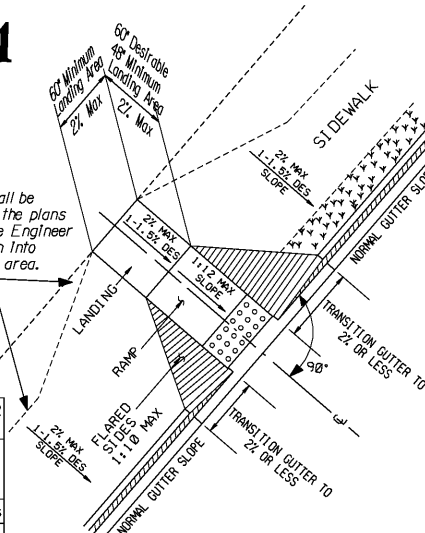 60" Minimum
Landing Area
2% Max
60" Desirable
48" Minimum
Landing Area
2% Max
SIDEWALK
2% MAX
1-1.5% DES
SLOPE
all be
the plans
e Engineer
n into
area.
2% MAX
1-1.5% DES
1:12 MAX
SLOPE
NORMAL GUTTER SLOPE
LANDING
RAMP
TRANSITION GUTTER TO
2% OR LESS
90°
FLARED
SIDES
1:10 MAX
2% MAX
1-1.5% DES
SLOPE
TRANSITION GUTTER TO
2% OR LESS
NORMAL GUTTER SLOPE